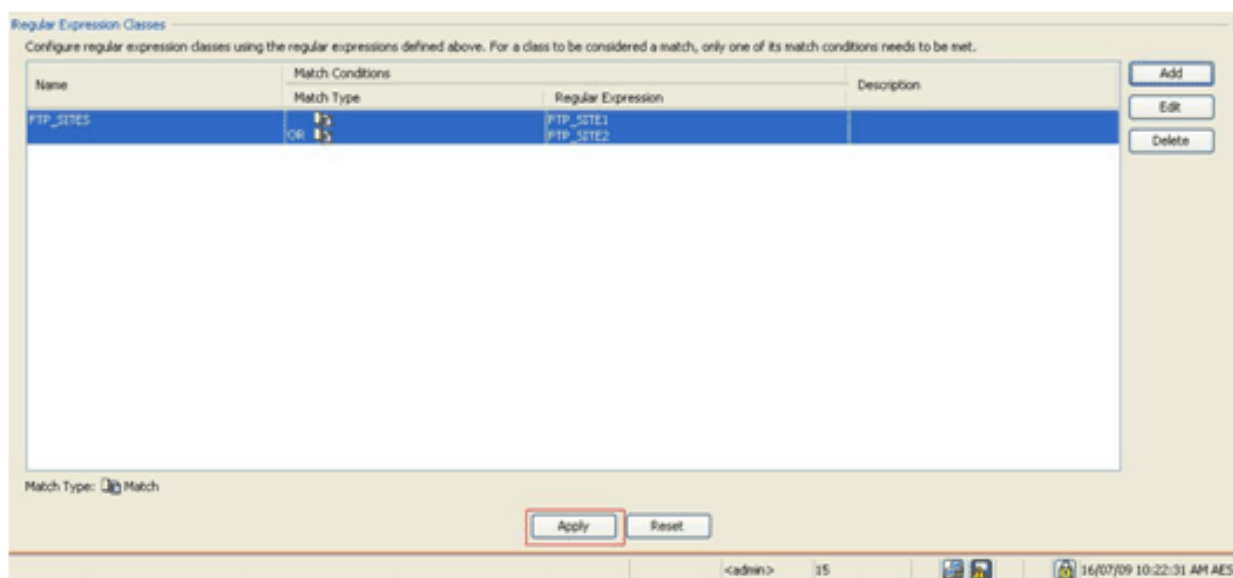 Regular Expression Classes
Configure regular expression classes using the regular expressions defined above. For a class to be considered a match, only one of its match conditions needs to be met.
Name
Match Conditions
Match Type
Regular Expression
Description
FTP_SITES
FTP_SITE1
OR
FTP_SITE2
Add
Edit
Delete
Match Type: Match
Apply
Reset
<admin>
15
16/07/09 10:22:31 AM AES